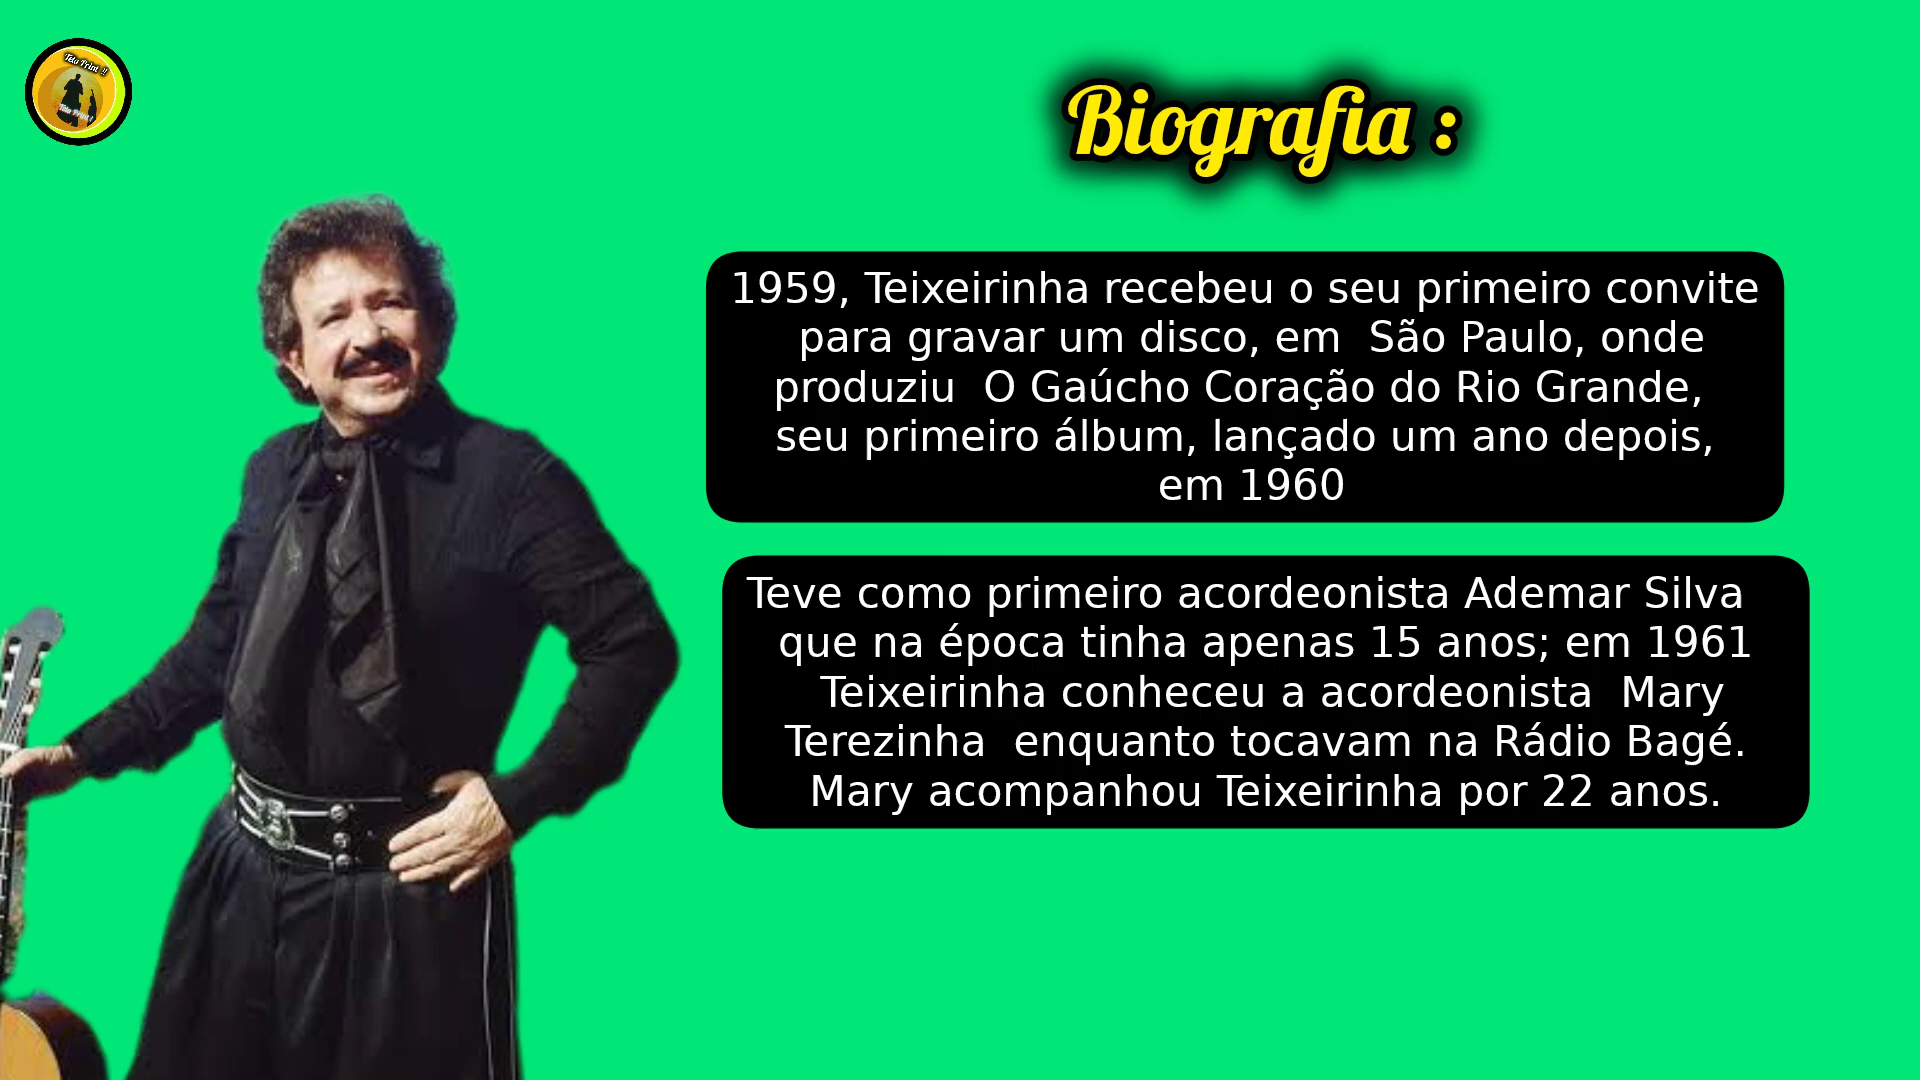 Teto Print !!
Biografia :
1959, Teixeirinha recebeu o seu primeiro convite
para gravar um disco, em  São Paulo, onde
produziu  O Gaúcho Coração do Rio Grande,
seu primeiro álbum, lançado um ano depois,
em 1960
Teve como primeiro acordeonista Ademar Silva
que na época tinha apenas 15 anos; em 1961
Teixeirinha conheceu a acordeonista  Mary
Terezinha  enquanto tocavam na Rádio Bagé.
Mary acompanhou Teixeirinha por 22 anos.